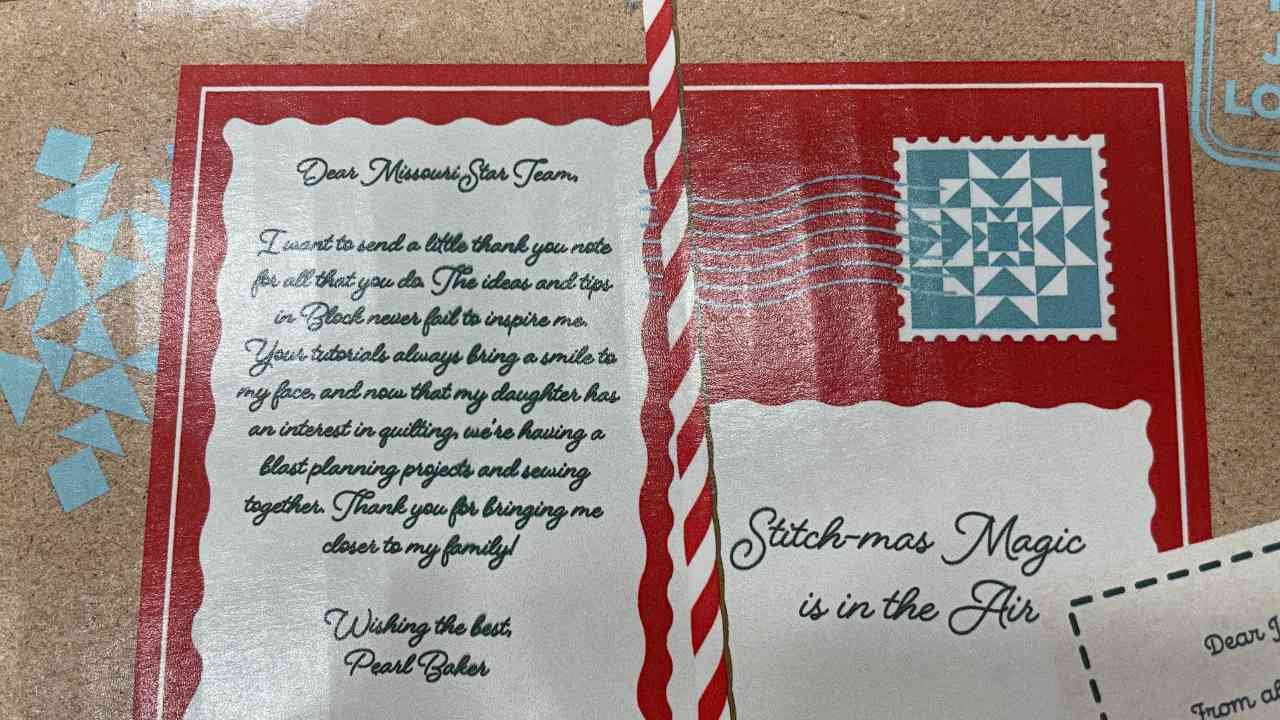 Dear Missouri Star Team,
I want to send a little thank you note
for all that you do. The ideas and tips
in Block never fail to inspire me.
Your tutorials always bring a smile to
my face, and now that my daughter has
an interest in quilting, we're having a
blast planning projects and sewing
together. Thank you for bringing me
closer to my family!
Wishing the best,
Pearl Baker
Stitch-mas Magic
is in the Air
Dear
From